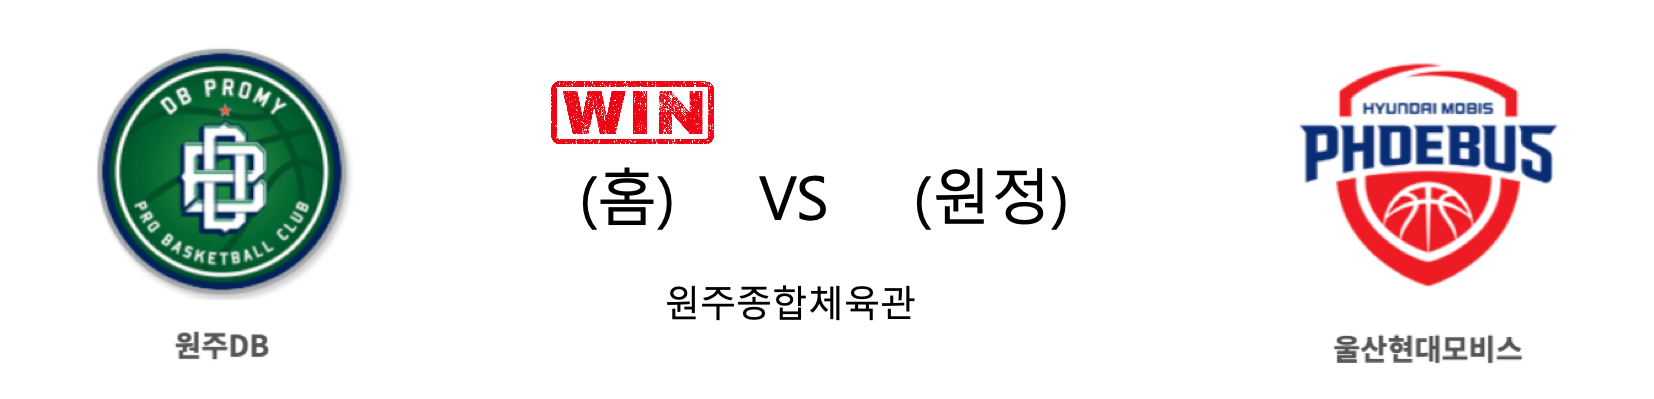 DB PROMY
DB
PRO BASKETBALL CLUB
원주DB
WIN
(홈) VS (원정)
원주종합체육관
HYUNDAI MOBIS
PHOEBUS
울산현대모비스